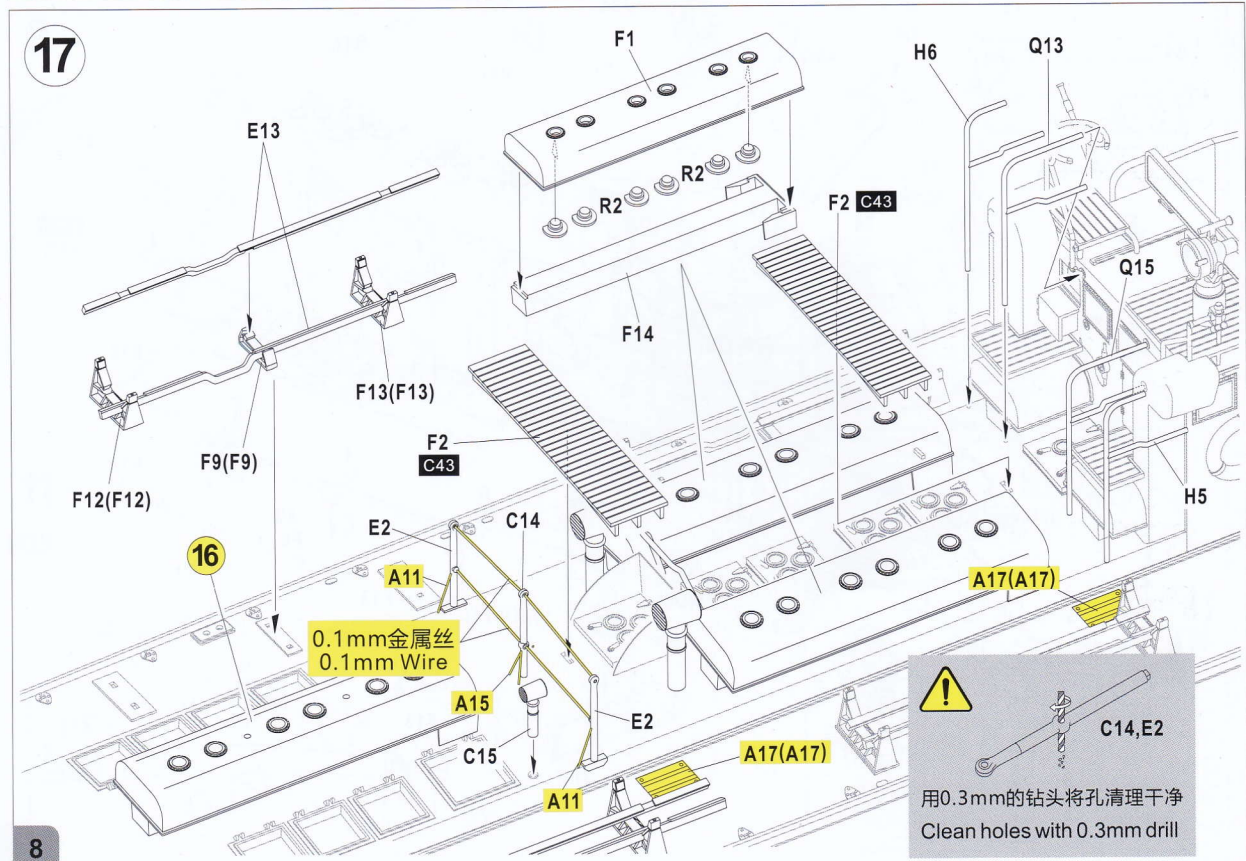 17
F1
H6
Q13
E13
R2
R2
F2 C43
Q15
F14
F13(F13)
F2
C43
F9(F9)
F12(F12)
H5
E2
C14
16
A11
A17(A17)
0.1mm金属丝
0.1mm Wire
A15
E2
C14,E2
C15
A17(A17)
A11
用0.3mm的钻头将孔清理干净
Clean holes with 0.3mm drill
8